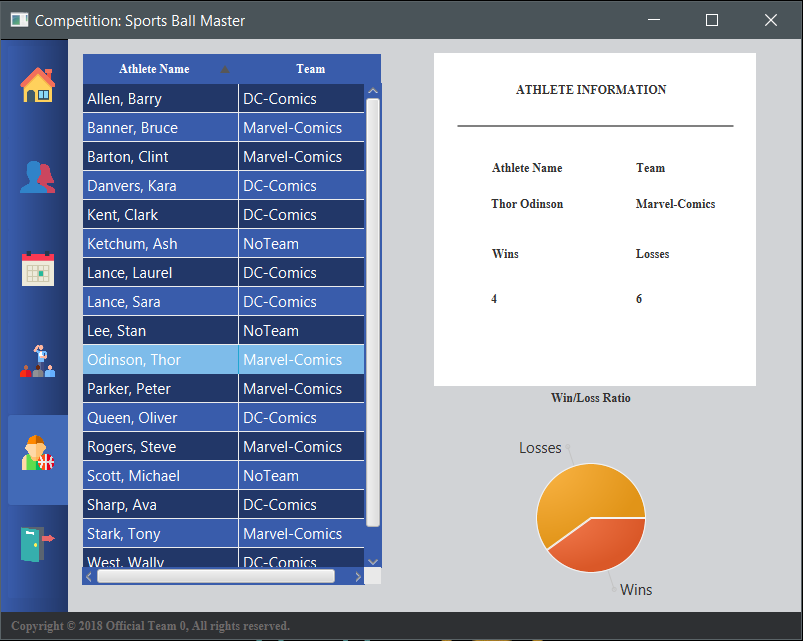 Competition: Sports Ball Master
Athlete Name Team
Allen, Barry DC-Comics
Banner, Bruce Marvel-Comics
Barton, Clint Marvel-Comics
Danvers, Kara DC-Comics
Kent, Clark DC-Comics
Ketchum, Ash NoTeam
Lance, Laurel DC-Comics
Lance, Sara DC-Comics
Lee, Stan NoTeam
Odinson, Thor Marvel-Comics
Parker, Peter Marvel-Comics
Queen, Oliver DC-Comics
Rogers, Steve Marvel-Comics
Scott, Michael NoTeam
Sharp, Ava DC-Comics
Stark, Tony Marvel-Comics
West, Wally DC-Comics
ATHLETE INFORMATION
Athlete Name Team
Thor Odinson Marvel-Comics
Wins Losses
4 6
Win/Loss Ratio
Losses
Wins
Copyright © 2018 Official Team 0, All rights reserved.